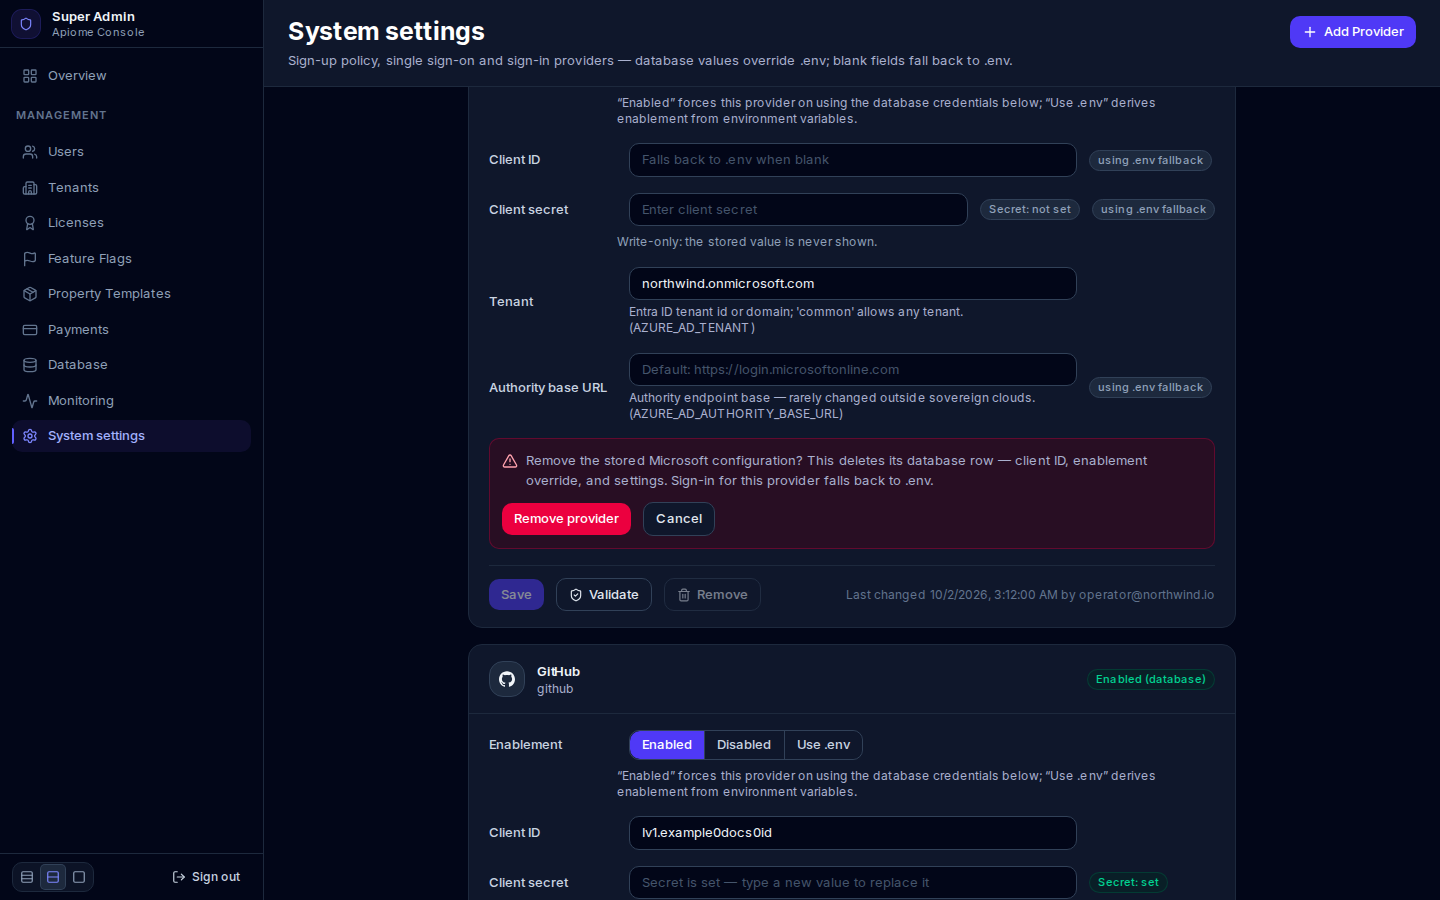 Super Admin
Apiome Console
Overview
MANAGEMENT
Users
Tenants
Licenses
Feature Flags
Property Templates
Payments
Database
Monitoring
System settings
Sign out
System settings
Sign-up policy, single sign-on and sign-in providers — database values override .env; blank fields fall back to .env.
Add Provider
“Enabled” forces this provider on using the database credentials below; “Use .env” derives
enablement from environment variables.
Client ID
Falls back to .env when blank
using .env fallback
Client secret
Enter client secret
Secret: not set
using .env fallback
Write-only: the stored value is never shown.
Tenant
northwind.onmicrosoft.com
Entra ID tenant id or domain; 'common' allows any tenant.
(AZURE_AD_TENANT)
Authority base URL
Default: https://login.microsoftonline.com
using .env fallback
Authority endpoint base — rarely changed outside sovereign clouds.
(AZURE_AD_AUTHORITY_BASE_URL)
Remove the stored Microsoft configuration? This deletes its database row — client ID, enablement
override, and settings. Sign-in for this provider falls back to .env.
Remove provider
Cancel
Save
Validate
Remove
Last changed 10/2/2026, 3:12:00 AM by operator@northwind.io
GitHub
github
Enabled (database)
Enablement
Enabled
Disabled
Use .env
“Enabled” forces this provider on using the database credentials below; “Use .env” derives
enablement from environment variables.
Client ID
Iv1.example0docs0id
Client secret
Secret is set — type a new value to replace it
Secret: set